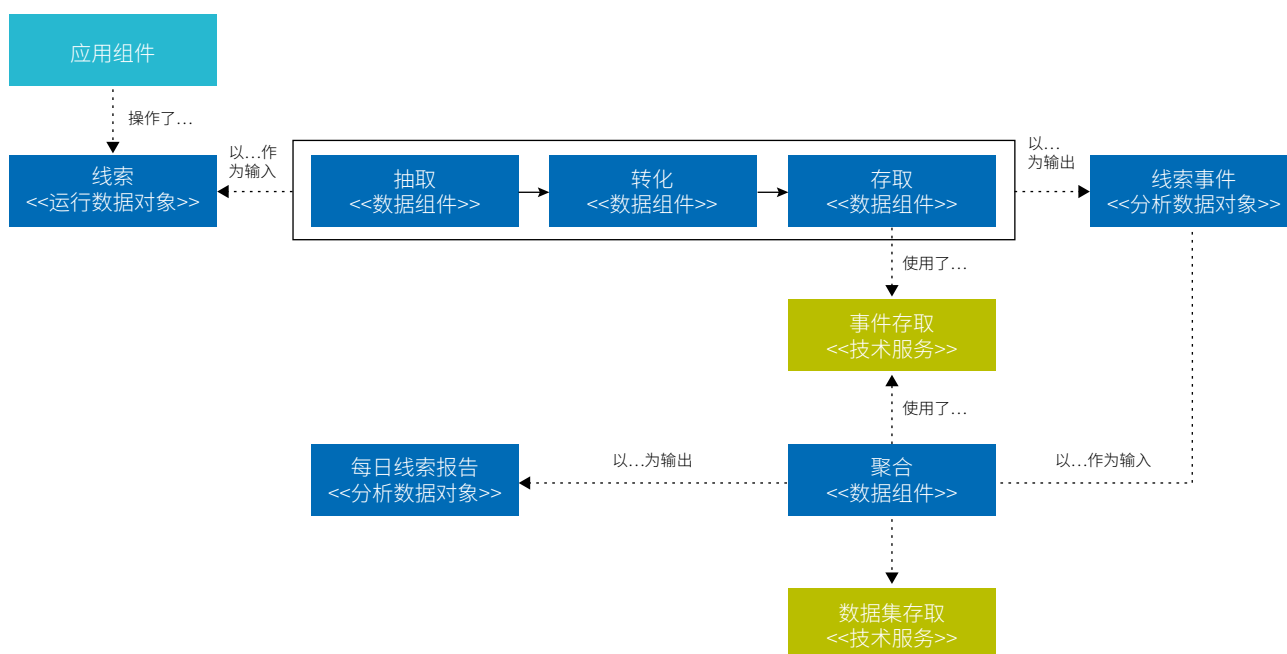 应用组件
操作了...
线索
<<运行数据对象>>
以...作
为输入
抽取
<<数据组件>>
转化
<<数据组件>>
存取
<<数据组件>>
以...
为输出
线索事件
<<分析数据对象>>
使用了...
事件存取
<<技术服务>>
使用了...
每日线索报告
<<分析数据对象>>
以...为输出
聚合
<<数据组件>>
以...作为输入
数据集存取
<<技术服务>>